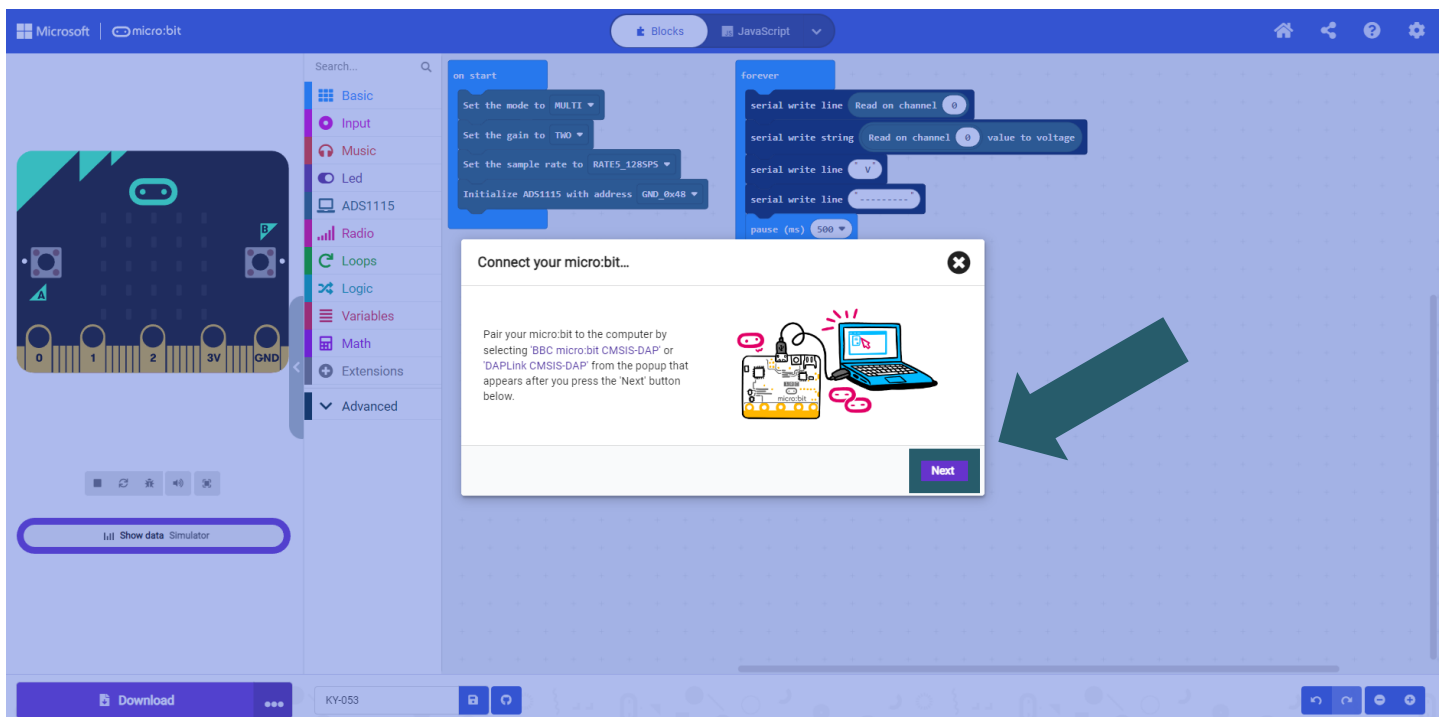 Microsoft micro:bit
Blocks
JavaScript
Search...
Basic
Input
Music
Led
ADS1115
Radio
Loops
Logic
Variables
Math
Extensions
Advanced
on start
Set the mode to MULTI
Set the gain to TWO
Set the sample rate to RATE5_128SPS
Initialize ADS1115 with address GND_0x48
forever
serial write line Read on channel 0
serial write string Read on channel 0 value to voltage
serial write line "V"
serial write line "---------"
pause (ms) 500
B
A
0 1 2 3V GND
Show data Simulator
Connect your micro:bit...
Pair your micro:bit to the computer by
selecting 'BBC micro:bit CMSIS-DAP' or
'DAPLink CMSIS-DAP' from the popup that
appears after you press the 'Next' button
below.
micro:bit
Next
Download
KY-053